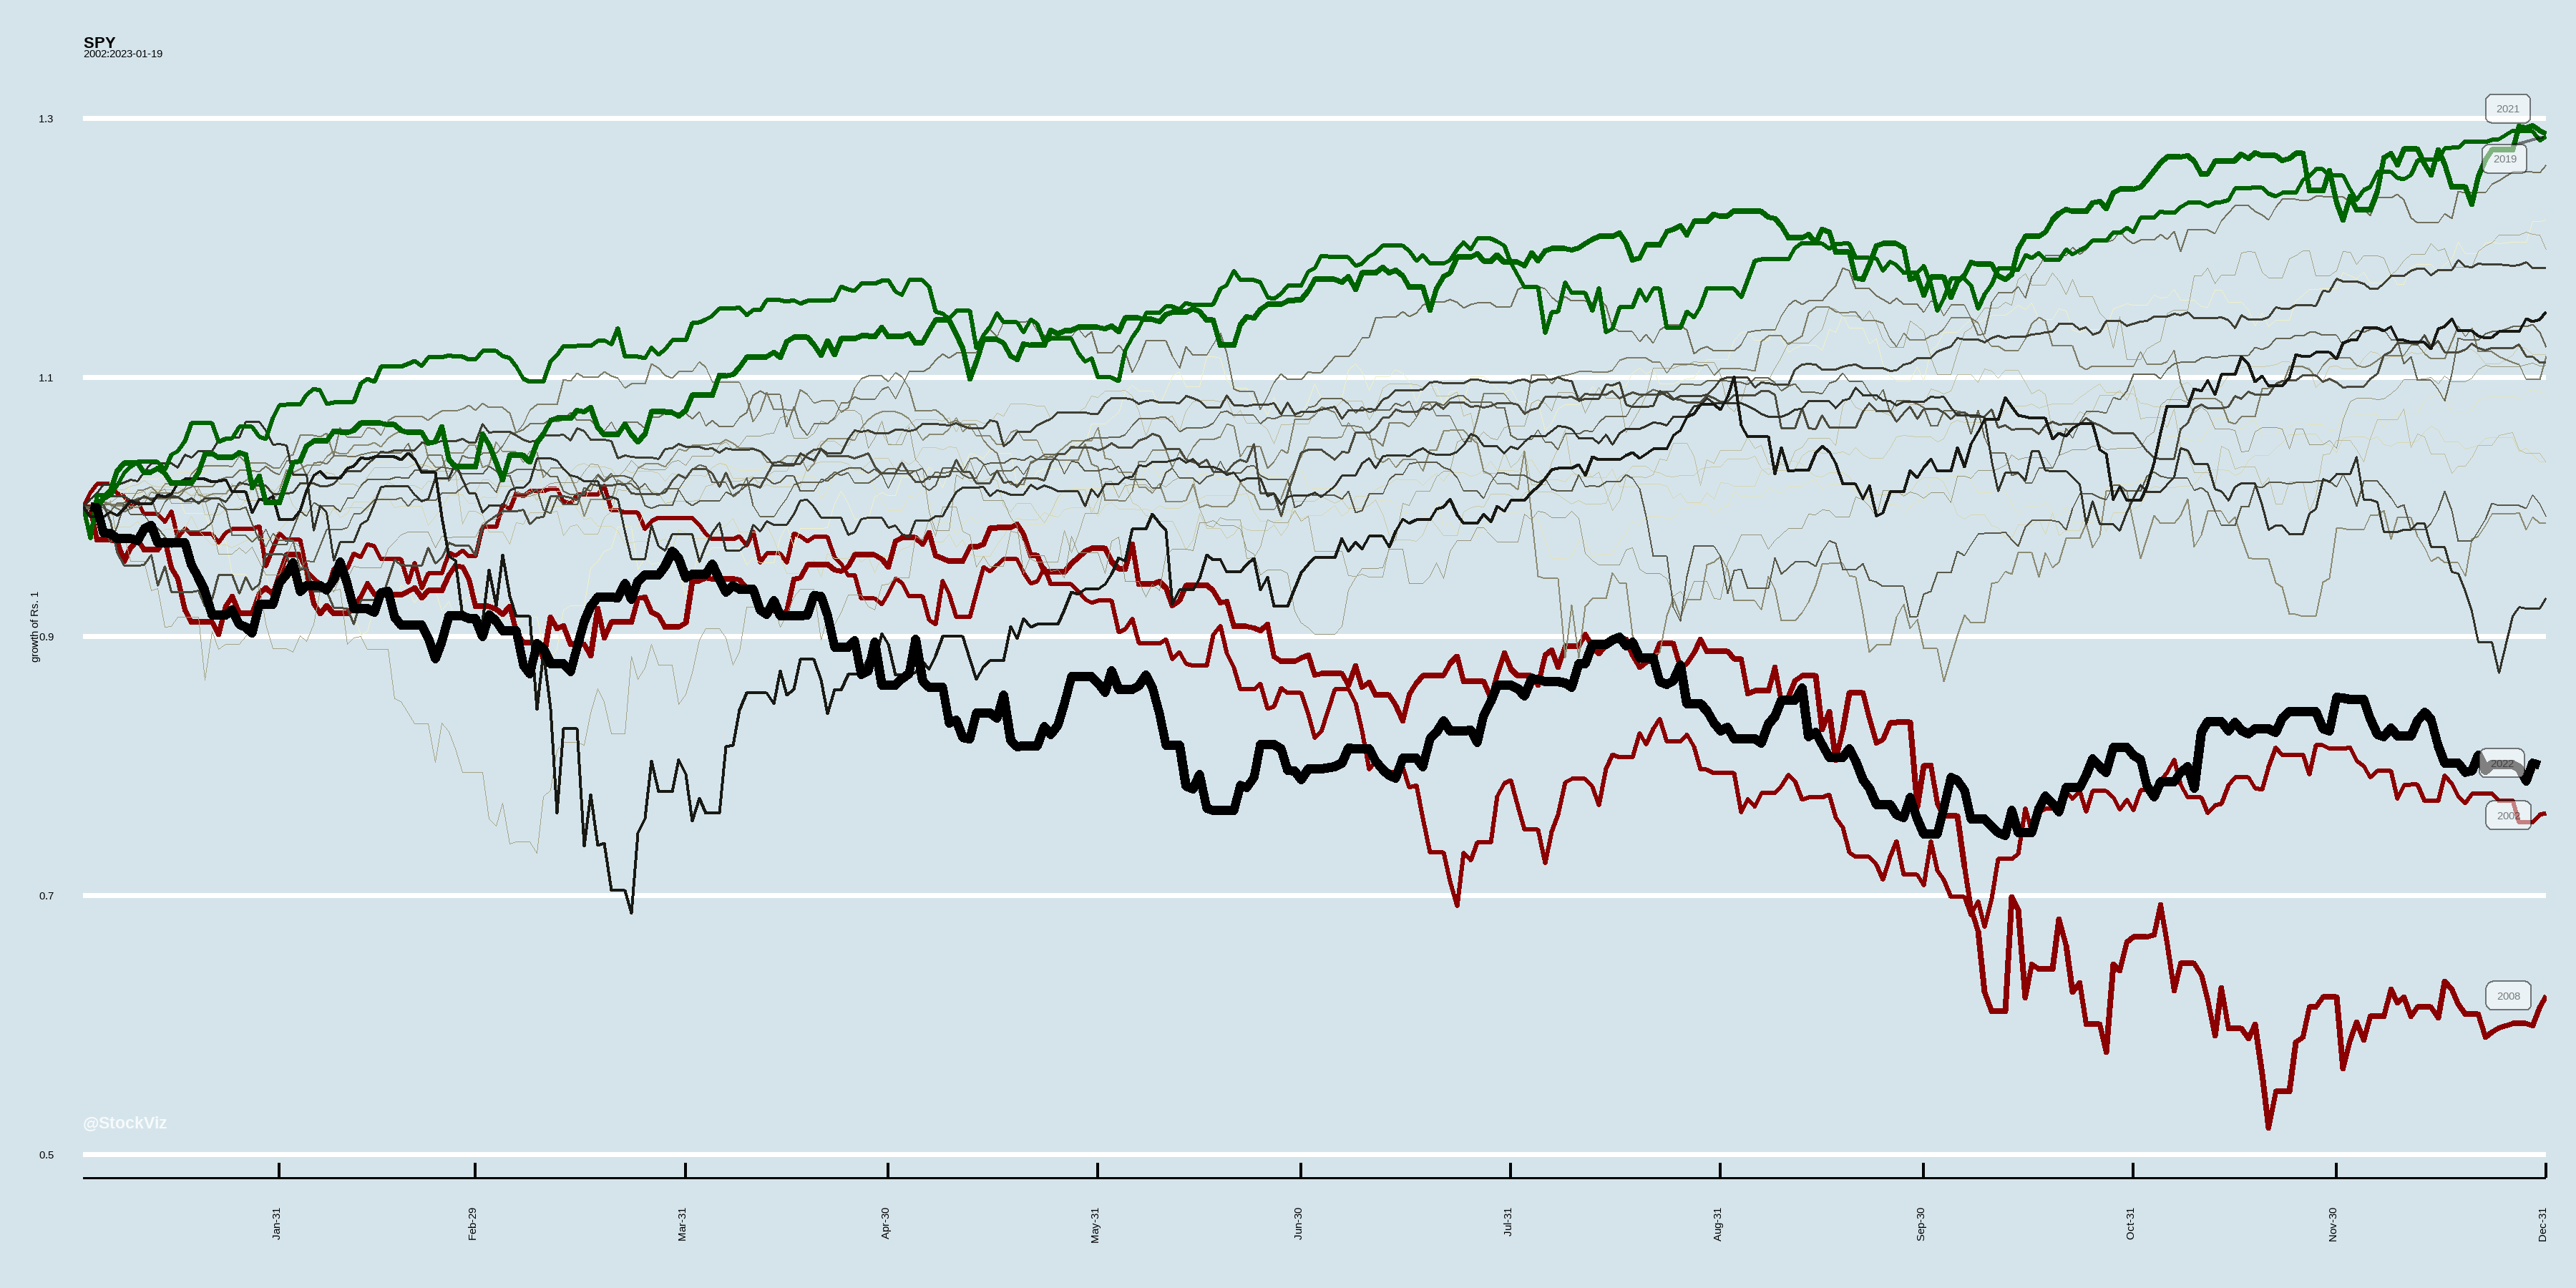 SPY
2002:2023-01-19
1.3
1.1
0.9
0.7
0.5
growth of Rs. 1
2021
2019
2022
2002
2008
@StockViz
Jan-31
Feb-29
Mar-31
Apr-30
May-31
Jun-30
Jul-31
Aug-31
Sep-30
Oct-31
Nov-30
Dec-31